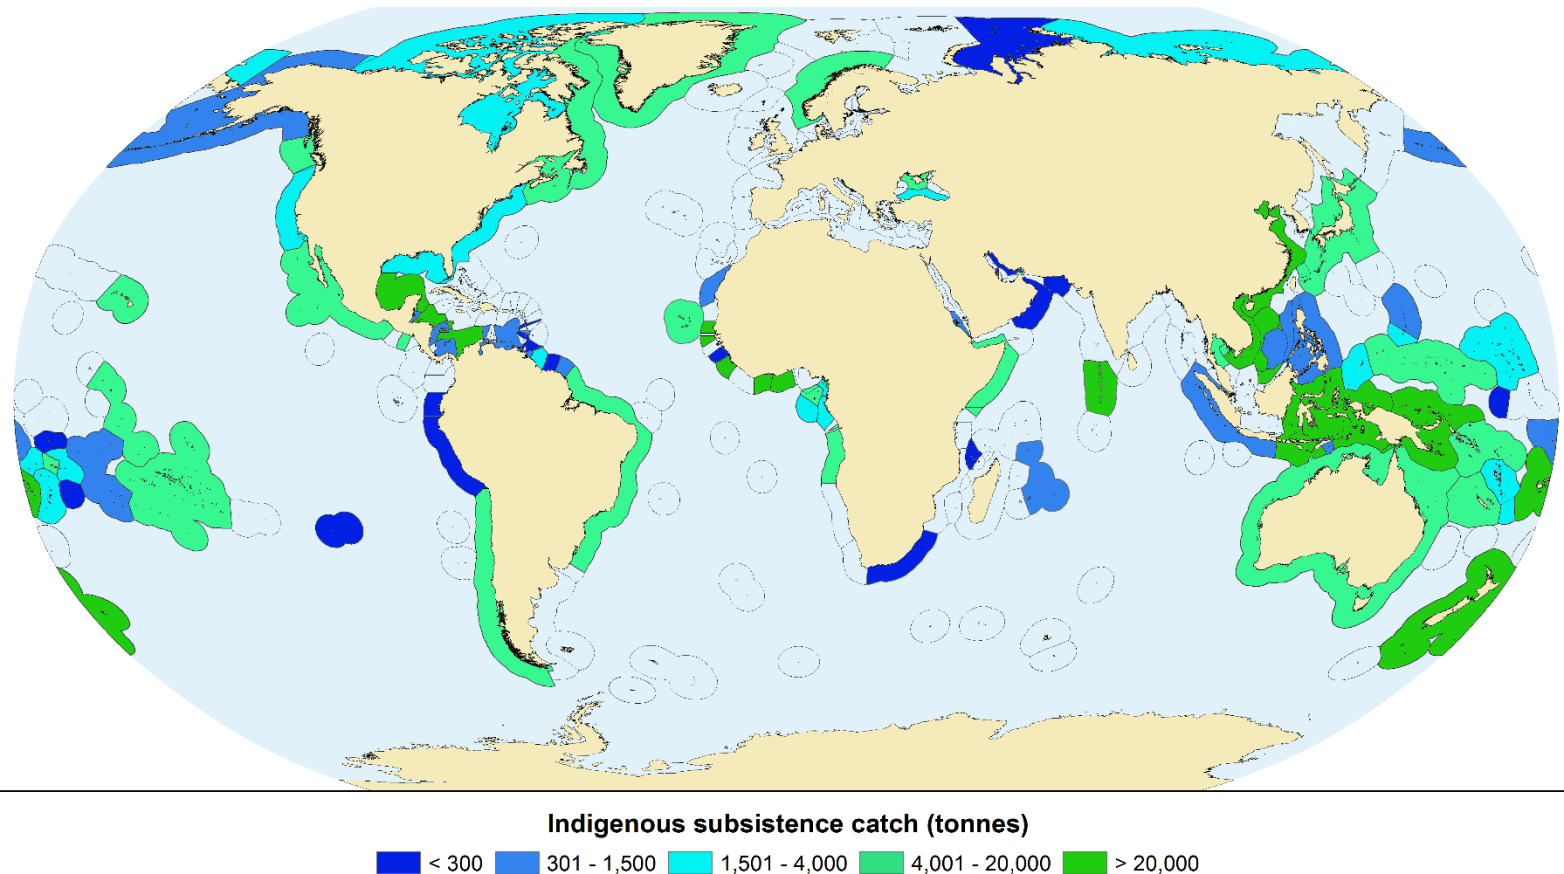 Indigenous subsistence catch (tonnes)
< 300 301 - 1,500 1,501 - 4,000 4,001 - 20,000 > 20,000